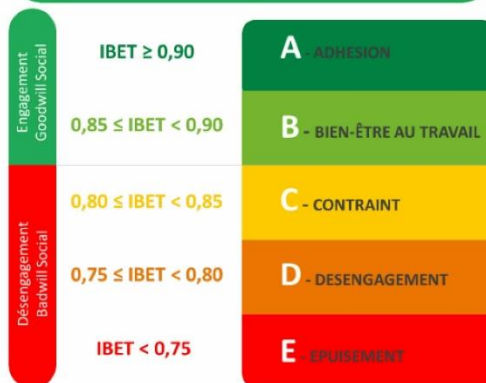 Engagement
Goodwill Social
IBET ≥ 0,90
A - ADHESION
0,85 ≤ IBET < 0,90
B - BIEN-ÊTRE AU TRAVAIL
Désengagement
Badwill Social
0,80 ≤ IBET < 0,85
C - CONTRAINT
0,75 ≤ IBET < 0,80
D - DESENGAGEMENT
IBET < 0,75
E - EPUISEMENT